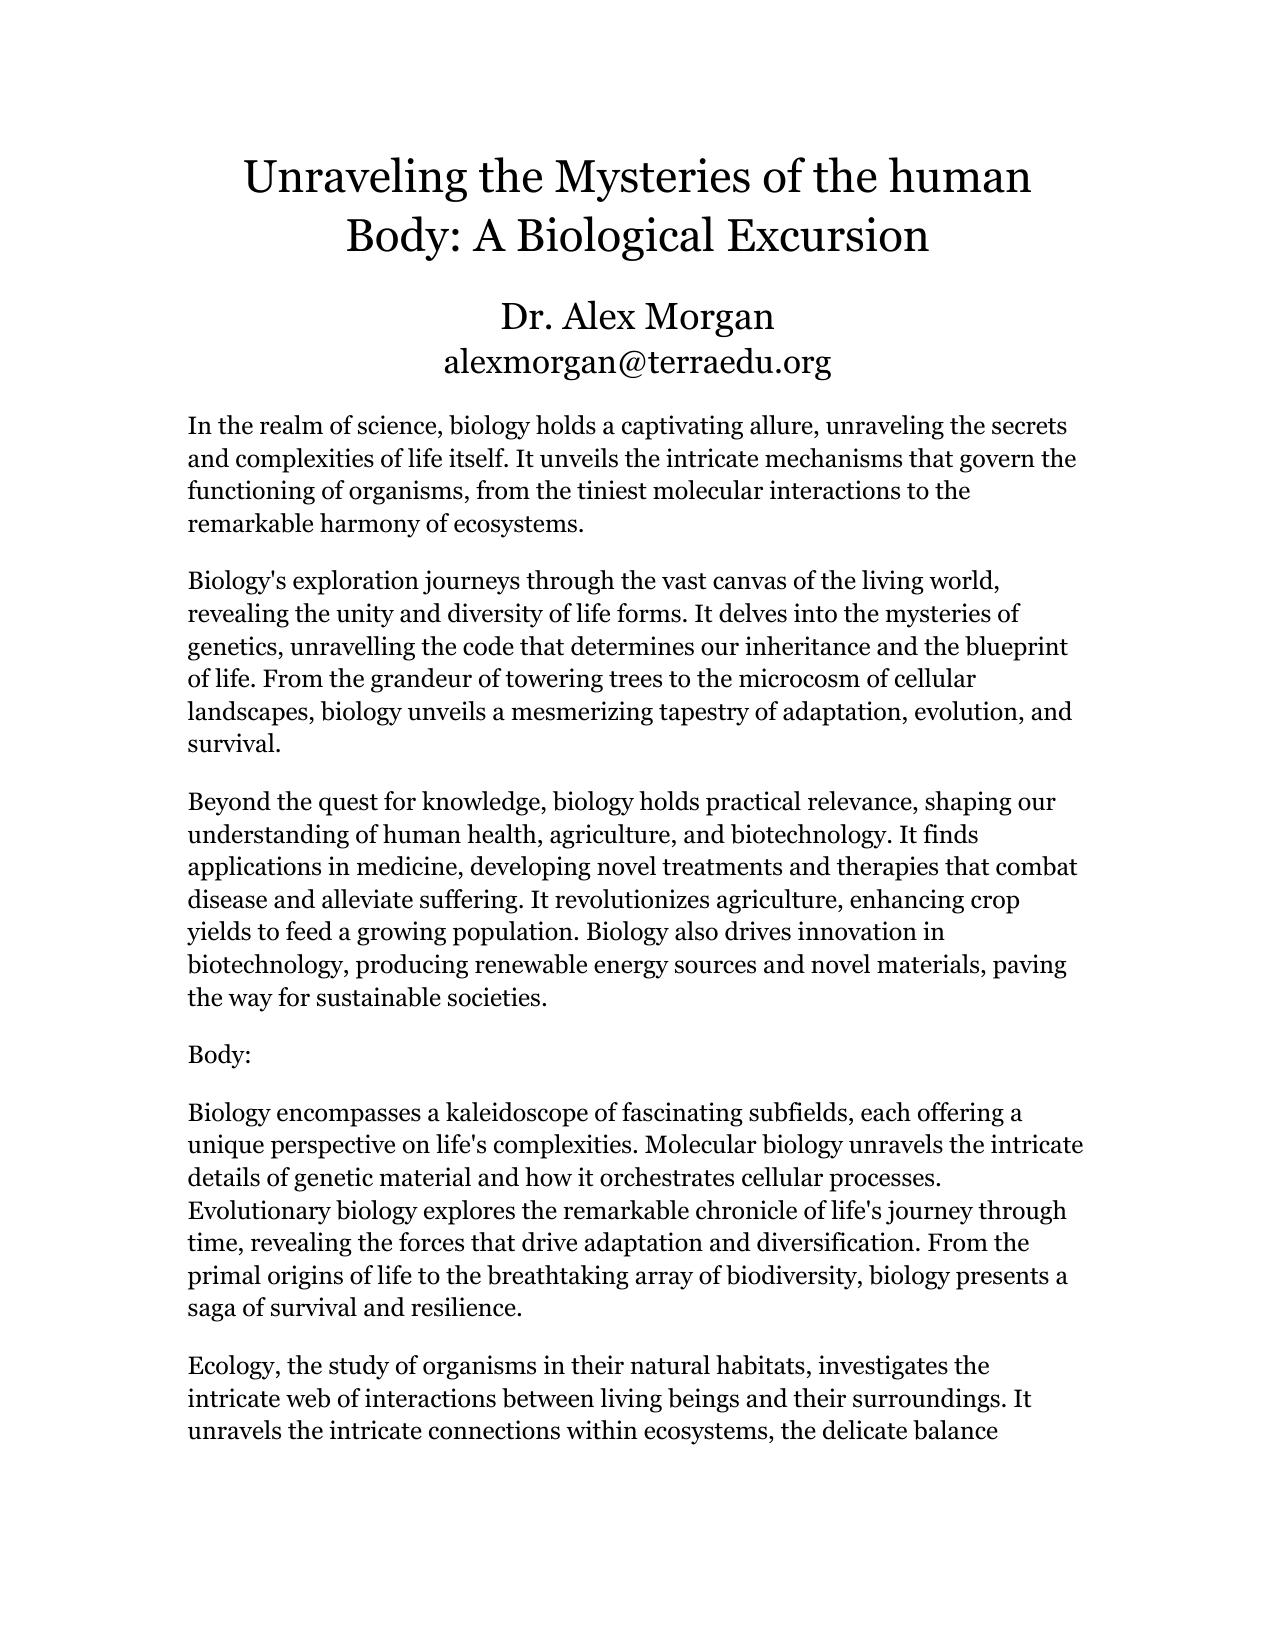 Unraveling the Mysteries of the human
Body: A Biological Excursion
Dr. Alex Morgan
alexmorgan@terraedu.org
In the realm of science, biology holds a captivating allure, unraveling the secrets
and complexities of life itself. It unveils the intricate mechanisms that govern the
functioning of organisms, from the tiniest molecular interactions to the
remarkable harmony of ecosystems.
Biology's exploration journeys through the vast canvas of the living world,
revealing the unity and diversity of life forms. It delves into the mysteries of
genetics, unravelling the code that determines our inheritance and the blueprint
of life. From the grandeur of towering trees to the microcosm of cellular
landscapes, biology unveils a mesmerizing tapestry of adaptation, evolution, and
survival.
Beyond the quest for knowledge, biology holds practical relevance, shaping our
understanding of human health, agriculture, and biotechnology. It finds
applications in medicine, developing novel treatments and therapies that combat
disease and alleviate suffering. It revolutionizes agriculture, enhancing crop
yields to feed a growing population. Biology also drives innovation in
biotechnology, producing renewable energy sources and novel materials, paving
the way for sustainable societies.
Body:
Biology encompasses a kaleidoscope of fascinating subfields, each offering a
unique perspective on life's complexities. Molecular biology unravels the intricate
details of genetic material and how it orchestrates cellular processes.
Evolutionary biology explores the remarkable chronicle of life's journey through
time, revealing the forces that drive adaptation and diversification. From the
primal origins of life to the breathtaking array of biodiversity, biology presents a
saga of survival and resilience.
Ecology, the study of organisms in their natural habitats, investigates the
intricate web of interactions between living beings and their surroundings. It
unravels the intricate connections within ecosystems, the delicate balance